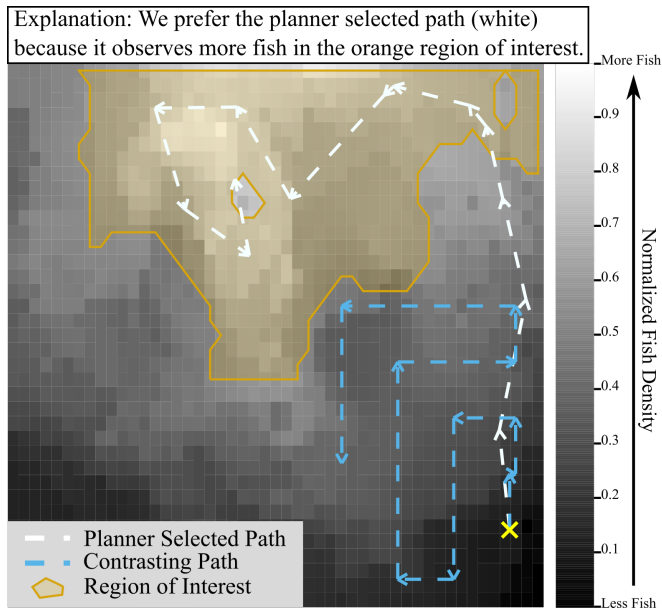 Explanation: We prefer the planner selected path (white)
because it observes more fish in the orange region of interest.
More Fish
0.9
0.8
0.7
0.6
0.5
0.4
0.3
0.2
0.1
Less Fish
Normalized Fish Density
Planner Selected Path
Contrasting Path
Region of Interest